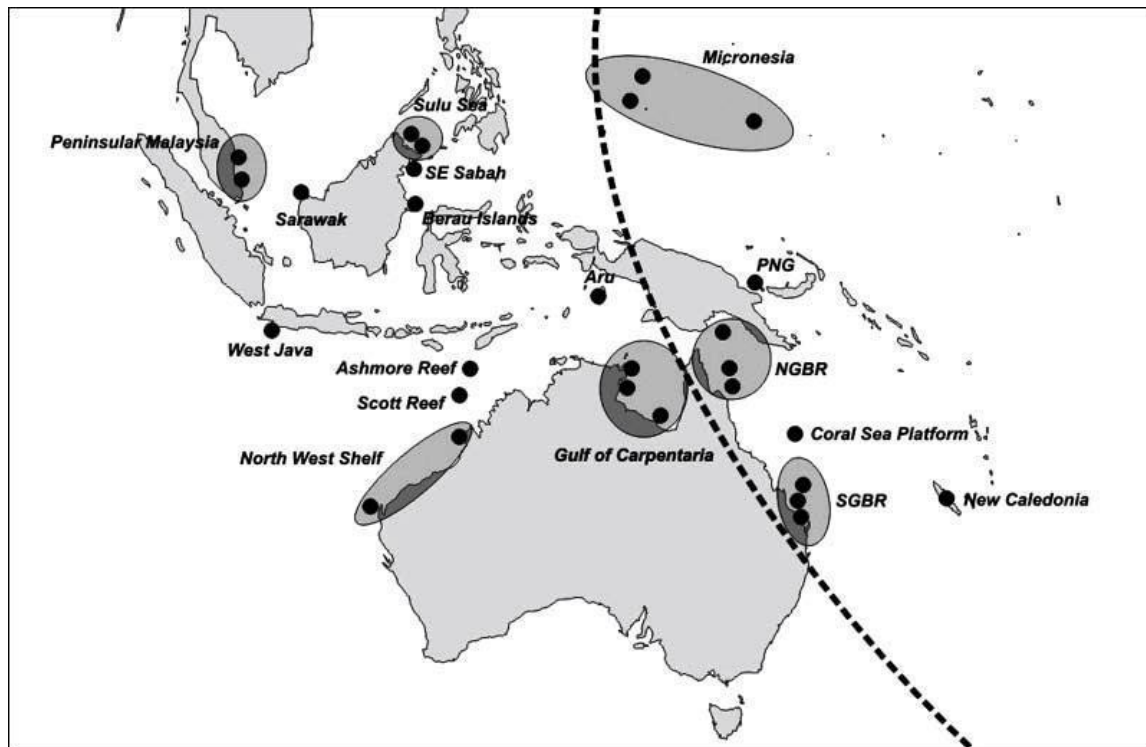 Micronesia
Sulu Sea
Peninsular Malaysia
SE Sabah
Sarawak
Berau Islands
PNG
Aru
West Java
Ashmore Reef
NGBR
Scott Reef
Coral Sea Platform
North West Shelf
Gulf of Carpentaria
SGBR
New Caledonia